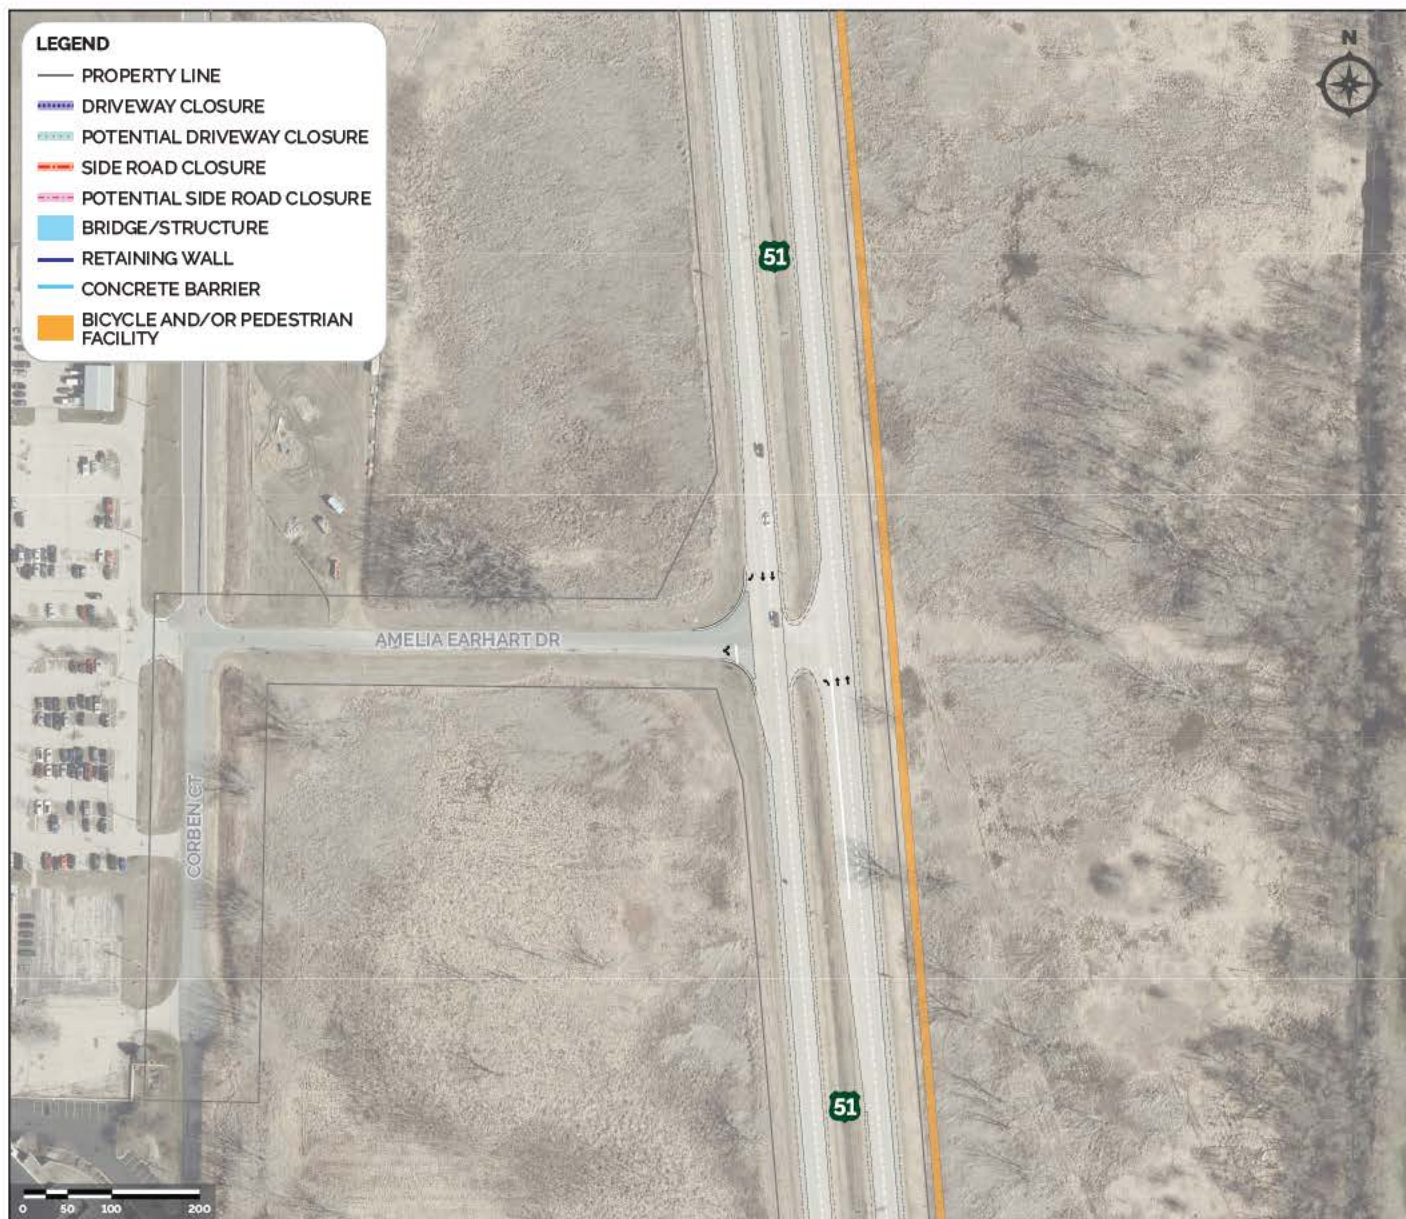 LEGEND
PROPERTY LINE
DRIVEWAY CLOSURE
POTENTIAL DRIVEWAY CLOSURE
SIDE ROAD CLOSURE
POTENTIAL SIDE ROAD CLOSURE
BRIDGE/STRUCTURE
RETAINING WALL
CONCRETE BARRIER
BICYCLE AND/OR PEDESTRIAN
FACILITY
N
51
AMELIA EARHART DR
CORBEN CT
51
0 50 100 200